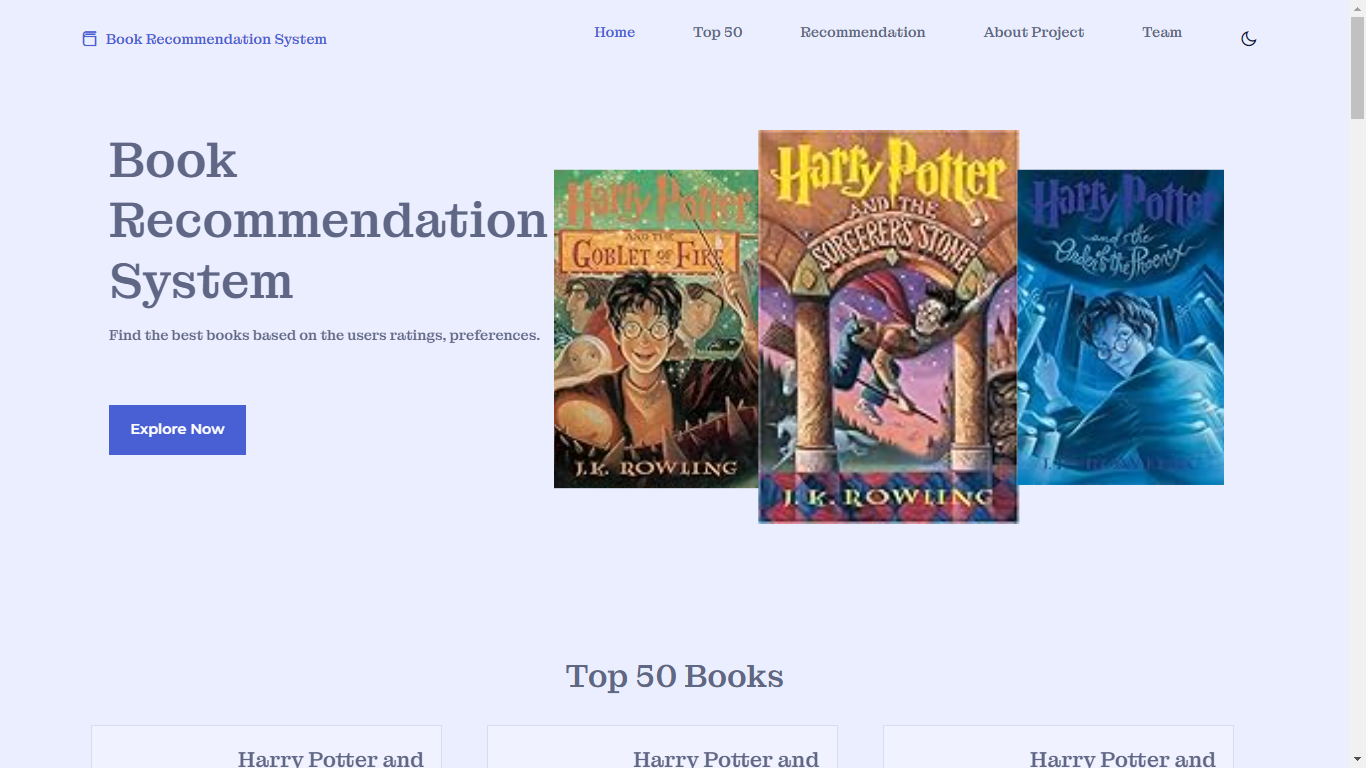 Book Recommendation System
Home
Top 50
Recommendation
About Project
Team
Book
Recommendation
System
Find the best books based on the users ratings, preferences.
Explore Now
Harry Potter
AND THE
GOBLET OF FIRE
J.K. ROWLING
Harry Potter
AND THE
SORCERER'S STONE
J. K. ROWLING
Harry Potter
and the
Order of the Phoenix
Top 50 Books
Harry Potter and
Harry Potter and
Harry Potter and